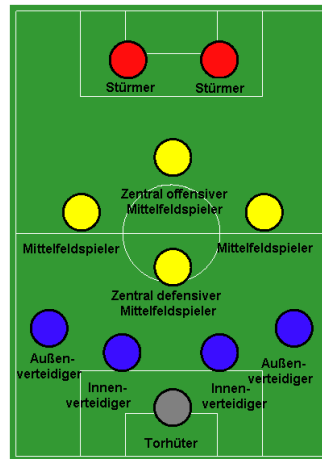 Stürmer
Stürmer
Zentral offensiver
Mittelfeldspieler
Mittelfeldspieler
Mittelfeldspieler
Zentral defensiver
Mittelfeldspieler
Außen-
verteidiger
Innen-
verteidiger
Innen-
verteidiger
Außen-
verteidiger
Torhüter